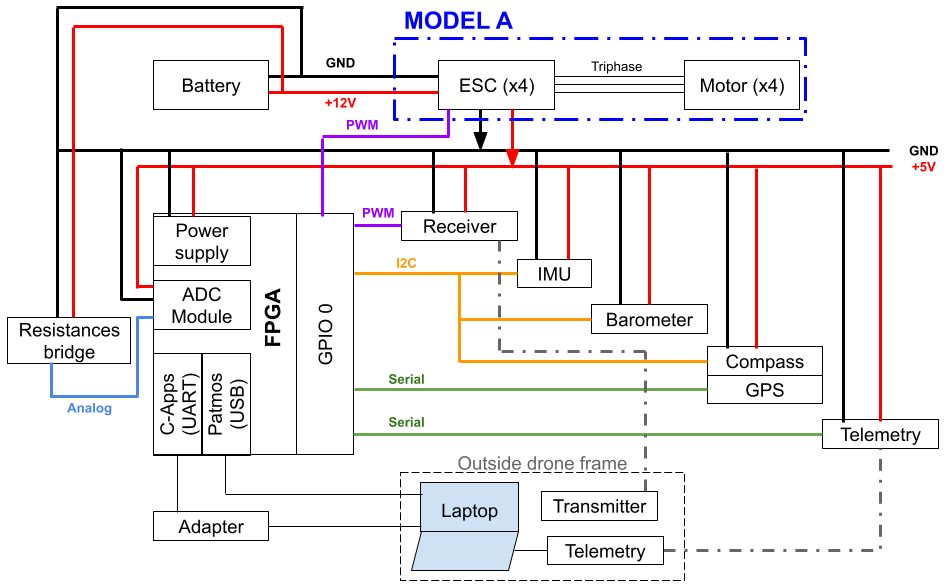 MODEL A
GND
Battery
ESC (x4)
Triphase
Motor (x4)
+12V
PWM
GND
+5V
Power
supply
PWM
Receiver
I2C
IMU
ADC
Module
FPGA
GPIO 0
Resistances
bridge
Barometer
Compass
GPS
Serial
Analog
C-Apps
(UART)
Patmos
(USB)
Serial
Telemetry
Outside drone frame
Laptop
Transmitter
Adapter
Telemetry